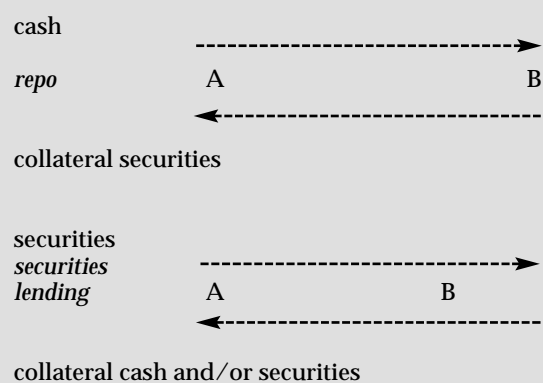 cash
repo A B
collateral securities
securities
securities
lending A B
collateral cash and/or securities